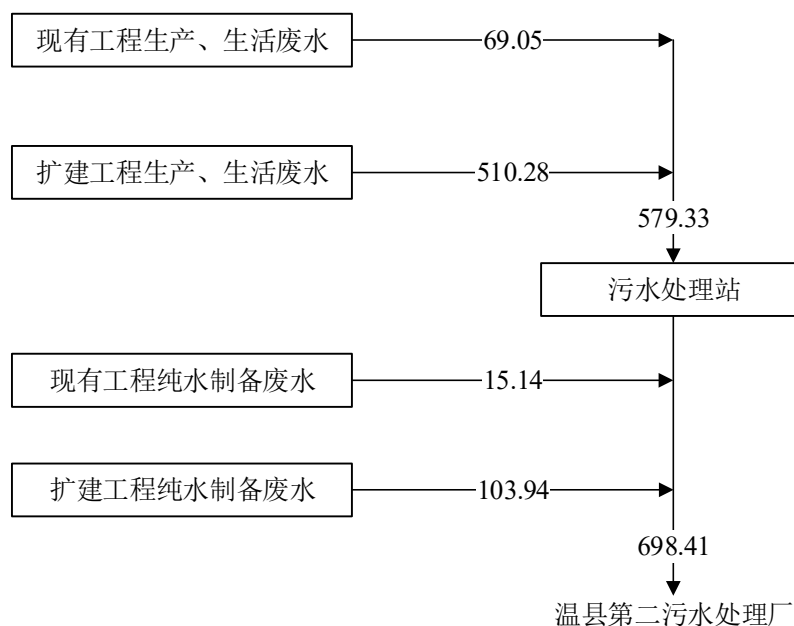 现有工程生产、生活废水
69.05
扩建工程生产、生活废水
510.28
579.33
污水处理站
现有工程纯水制备废水
15.14
扩建工程纯水制备废水
103.94
698.41
温县第二污水处理厂